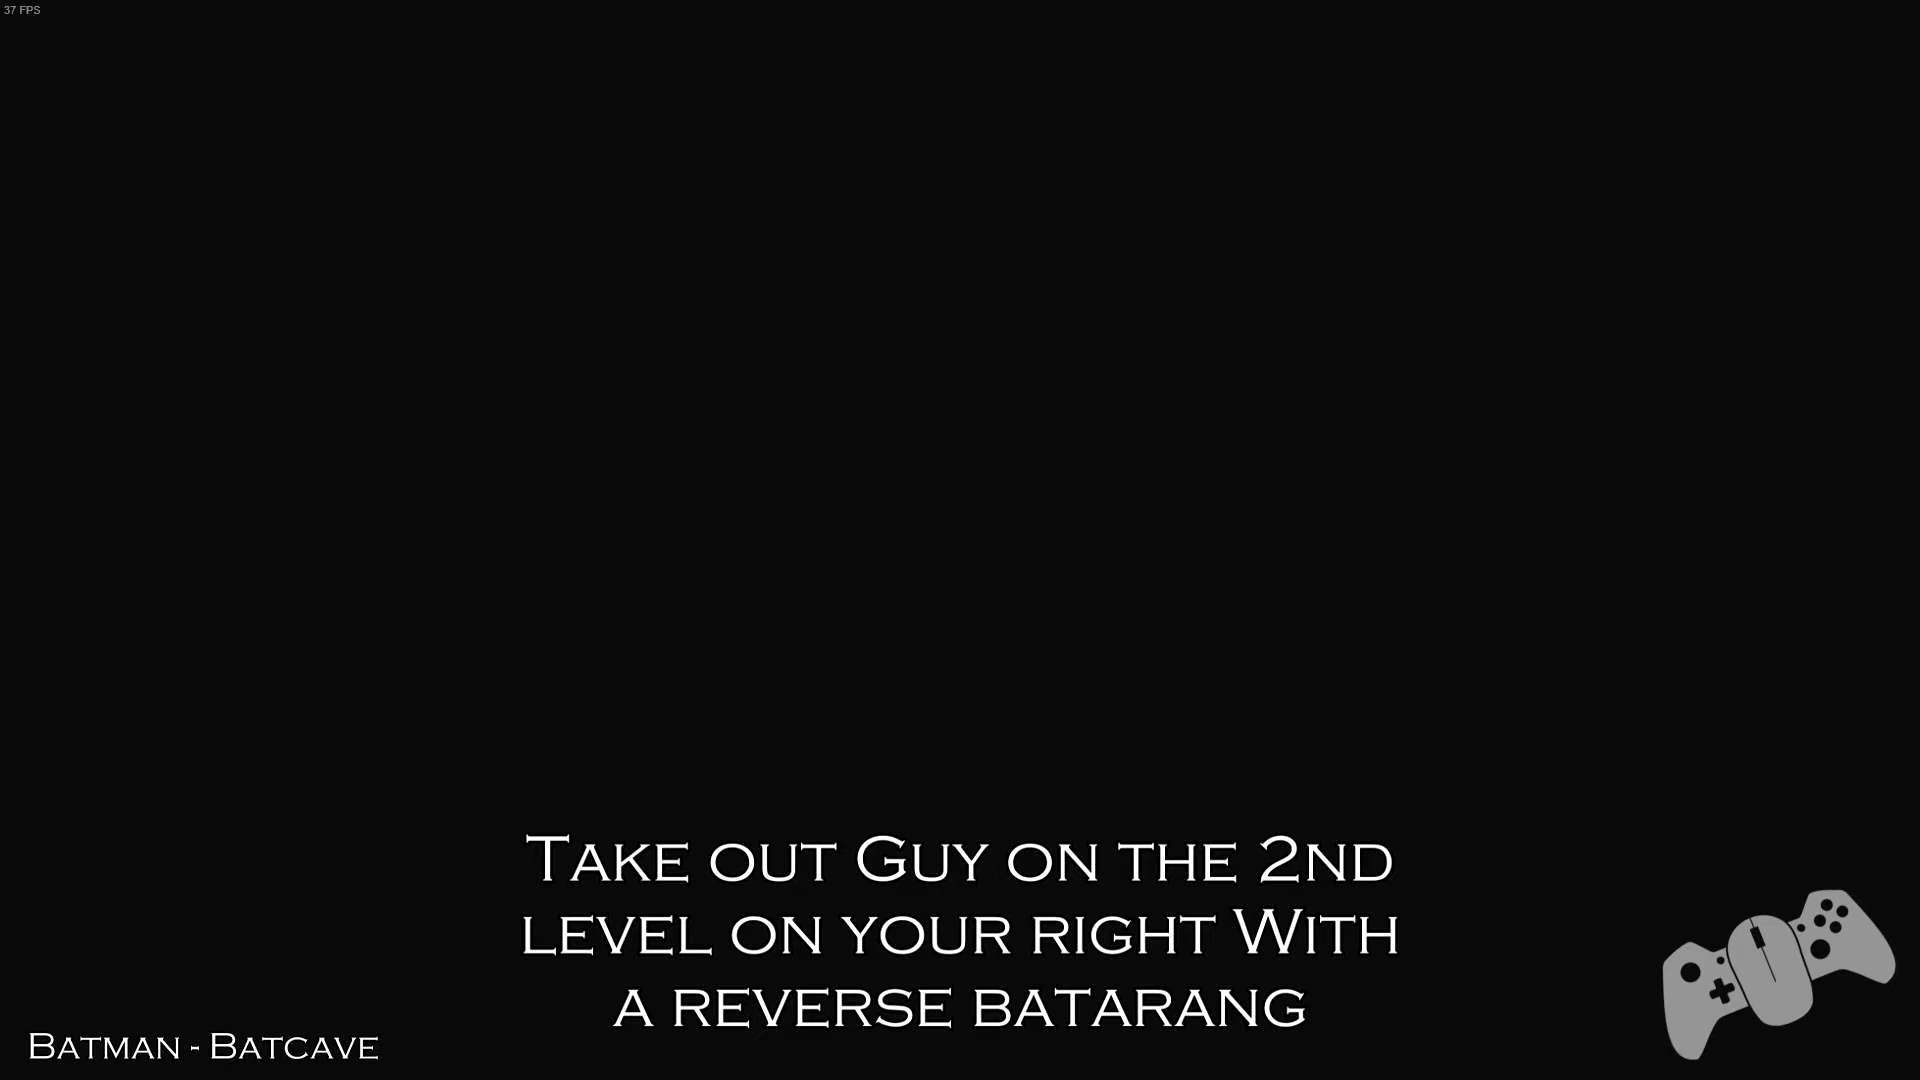 37 FPS
Take out Guy on the 2nd
level on your right With
a reverse batarang
Batman - Batcave